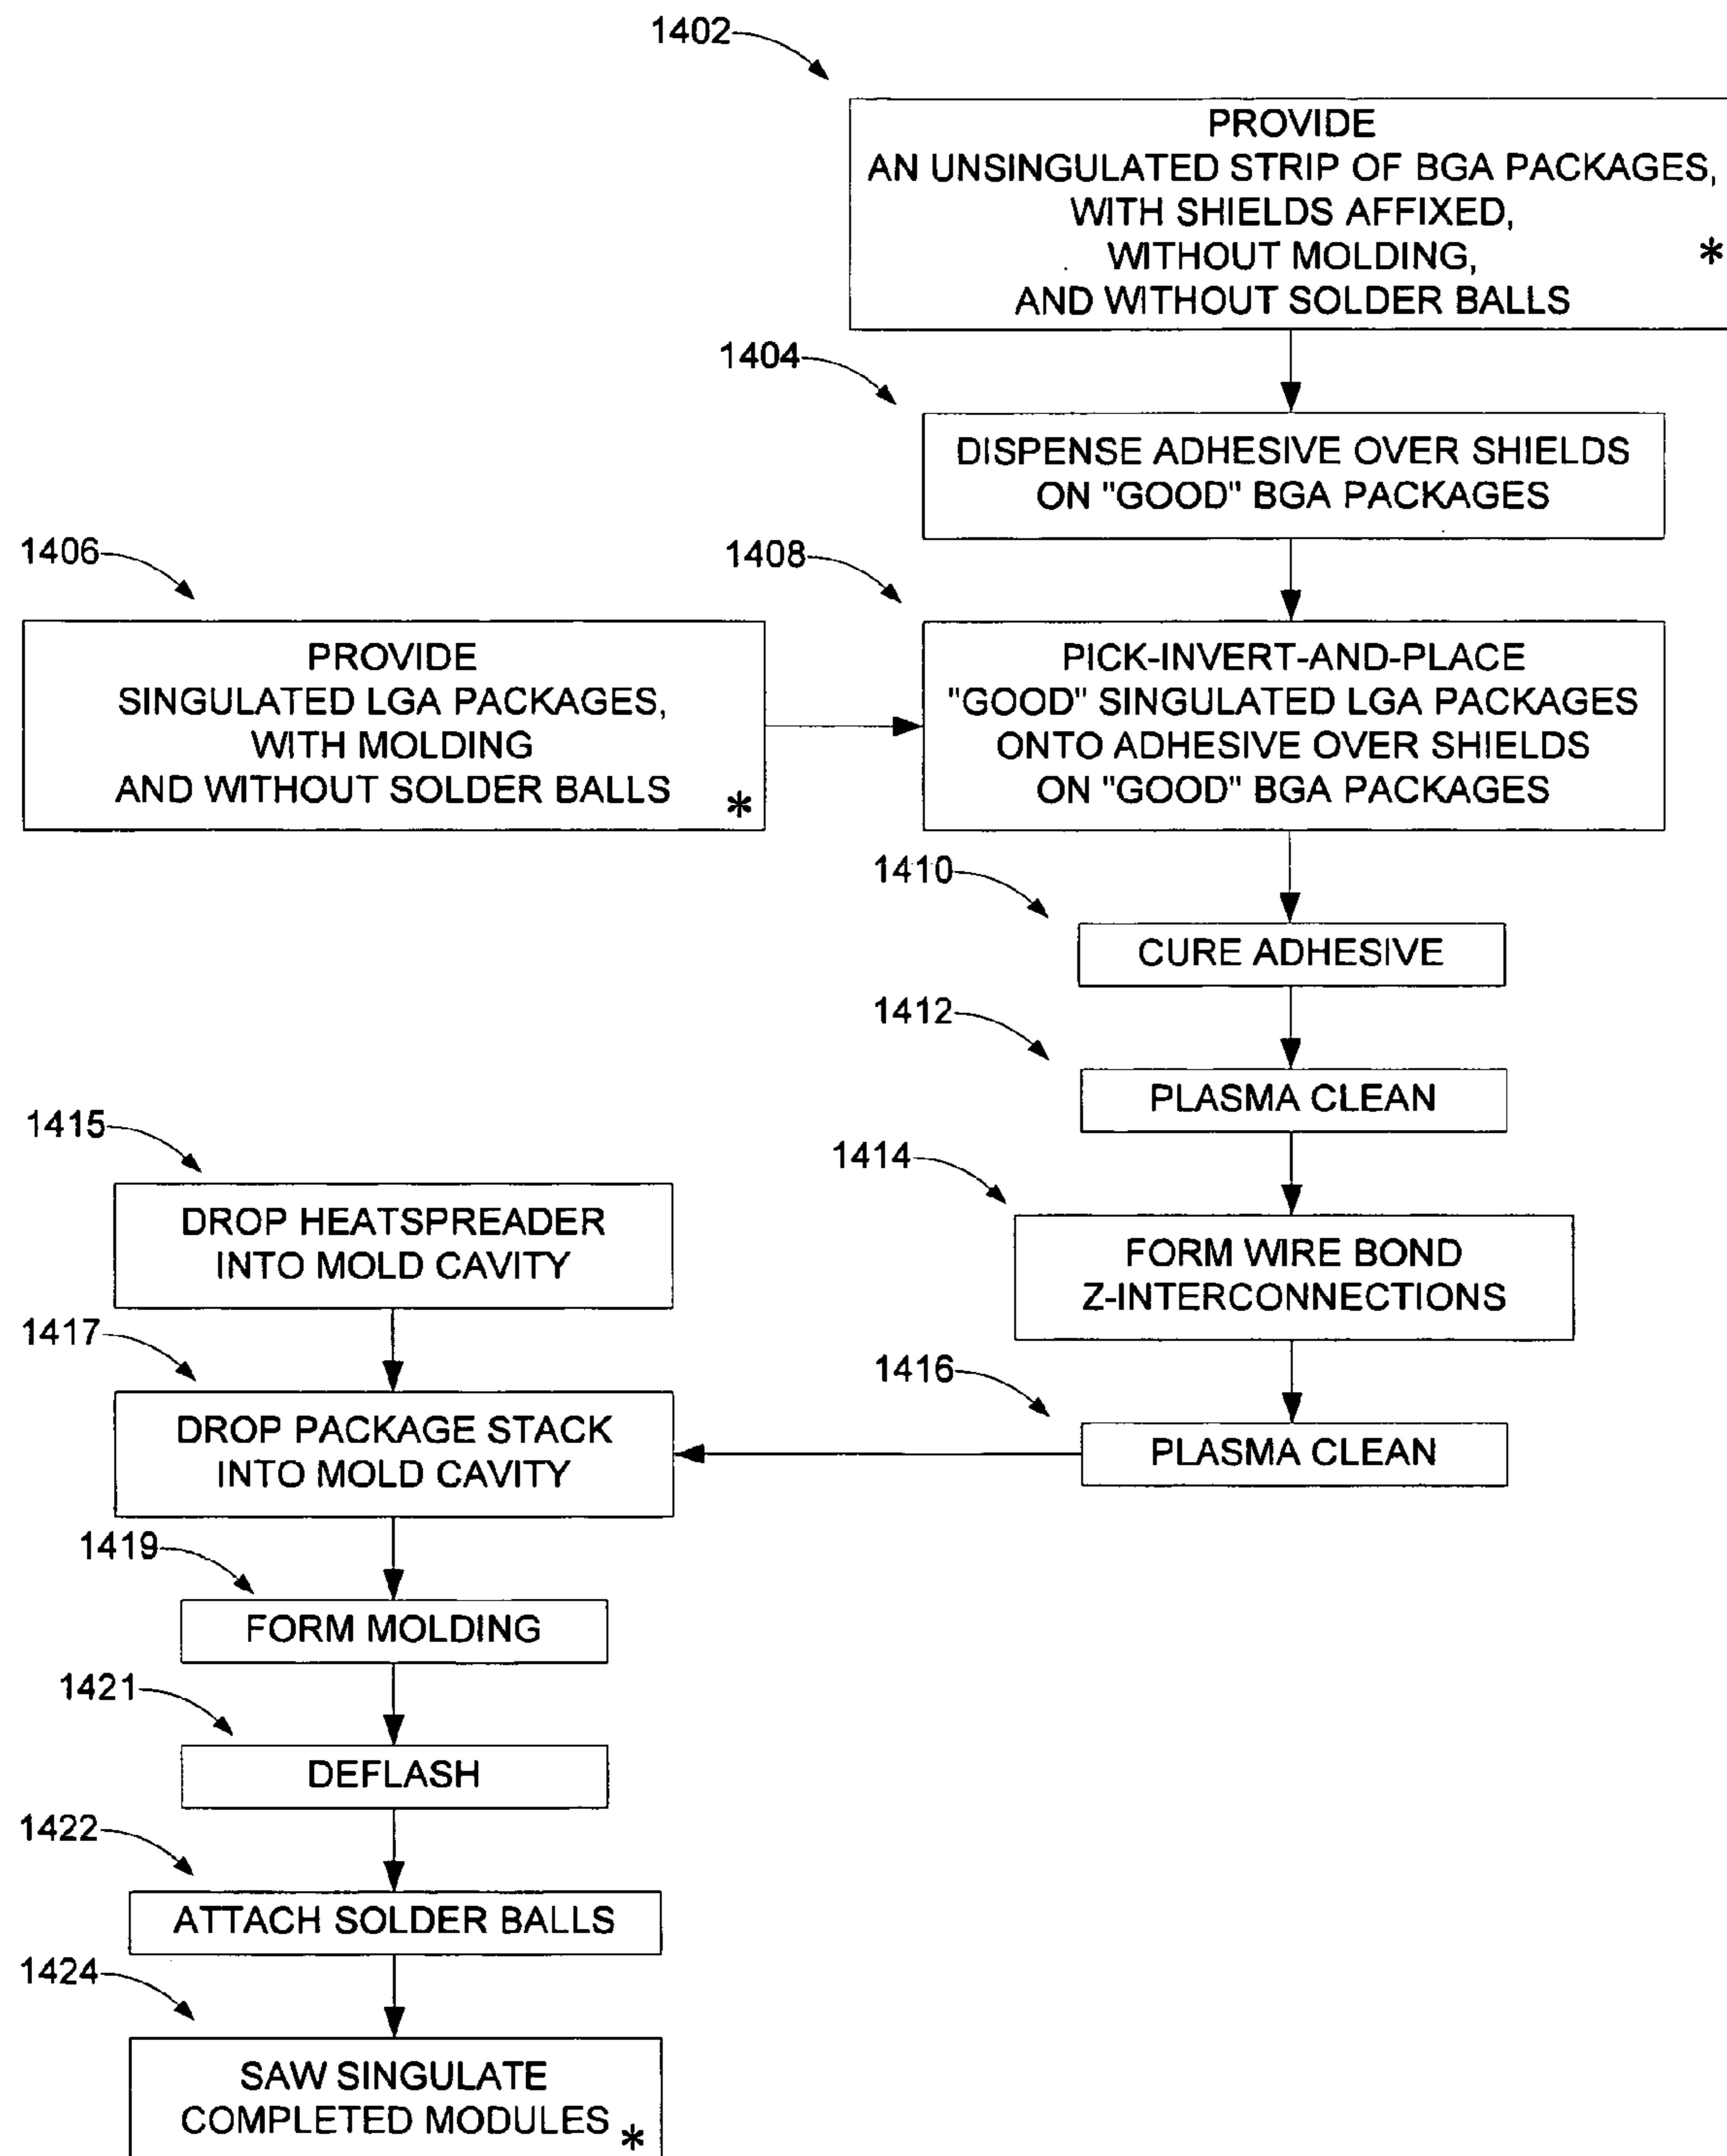 1402
PROVIDE
AN UNSINGULATED STRIP OF BGA PACKAGES,
WITH SHIELDS AFFIXED,
WITHOUT MOLDING,
*
AND WITHOUT SOLDER BALLS
1404
DISPENSE ADHESIVE OVER SHIELDS
ON "GOOD" BGA PACKAGES
1406
PROVIDE
SINGULATED LGA PACKAGES,
WITH MOLDING
AND WITHOUT SOLDER BALLS
*
1408
PICK-INVERT-AND-PLACE
"GOOD" SINGULATED LGA PACKAGES
ONTO ADHESIVE OVER SHIELDS
ON "GOOD" BGA PACKAGES
1410
CURE ADHESIVE
1412
PLASMA CLEAN
1414
FORM WIRE BOND
Z-INTERCONNECTIONS
1416
PLASMA CLEAN
1415
DROP HEATSPREADER
INTO MOLD CAVITY
1417
DROP PACKAGE STACK
INTO MOLD CAVITY
1419
FORM MOLDING
1421
DEFLASH
1422
ATTACH SOLDER BALLS
1424
SAW SINGULATE
COMPLETED MODULES
*